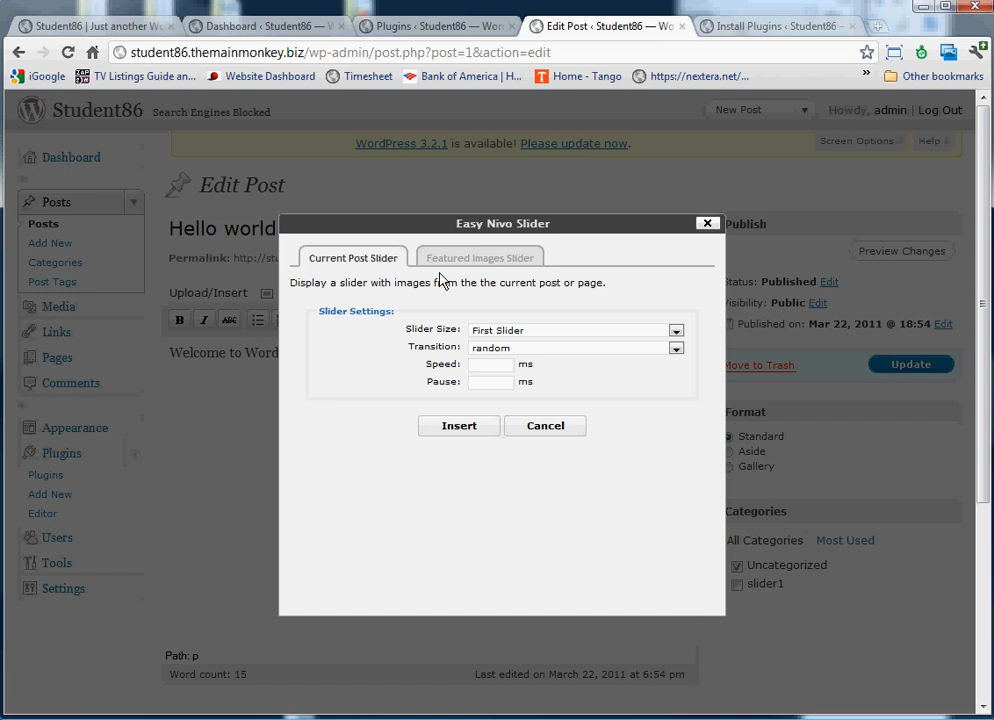 Student86 | Just another Wo
Dashboard ‹ Student86 — W
Plugins ‹ Student86 — Wor
Edit Post ‹ Student86 — Wo
Install Plugins ‹ Student86 –
student86.themainmonkey.biz/wp-admin/post.php?post=1&action=edit
iGoogle
TV Listings Guide an...
Website Dashboard
Timesheet
Bank of America | H...
Home - Tango
https://nextera.net/...
Other bookmarks
Student86 Search Engines Blocked
New Post
Howdy, admin | Log Out
WordPress 3.2.1 is available! Please update now.
Screen Options
Help
Dashboard
Posts
Posts
Add New
Categories
Post Tags
Media
Links
Pages
Comments
Appearance
Plugins
Plugins
Add New
Editor
Users
Tools
Settings
Edit Post
Hello world
Permalink: http://stu
Upload/Insert
B I ABC
Welcome to Word
Easy Nivo Slider
Current Post Slider
Featured Images Slider
Display a slider with images from the the current post or page.
Slider Settings:
Slider Size: First Slider
Transition: random
Speed: ms
Pause: ms
Insert
Cancel
Path: p
Word count: 15
Last edited on March 22, 2011 at 6:54 pm
Publish
Preview Changes
Status: Published Edit
Visibility: Public Edit
Published on: Mar 22, 2011 @ 18:54 Edit
Move to Trash
Update
Format
Standard
Aside
Gallery
Categories
All Categories
Most Used
Uncategorized
slider1